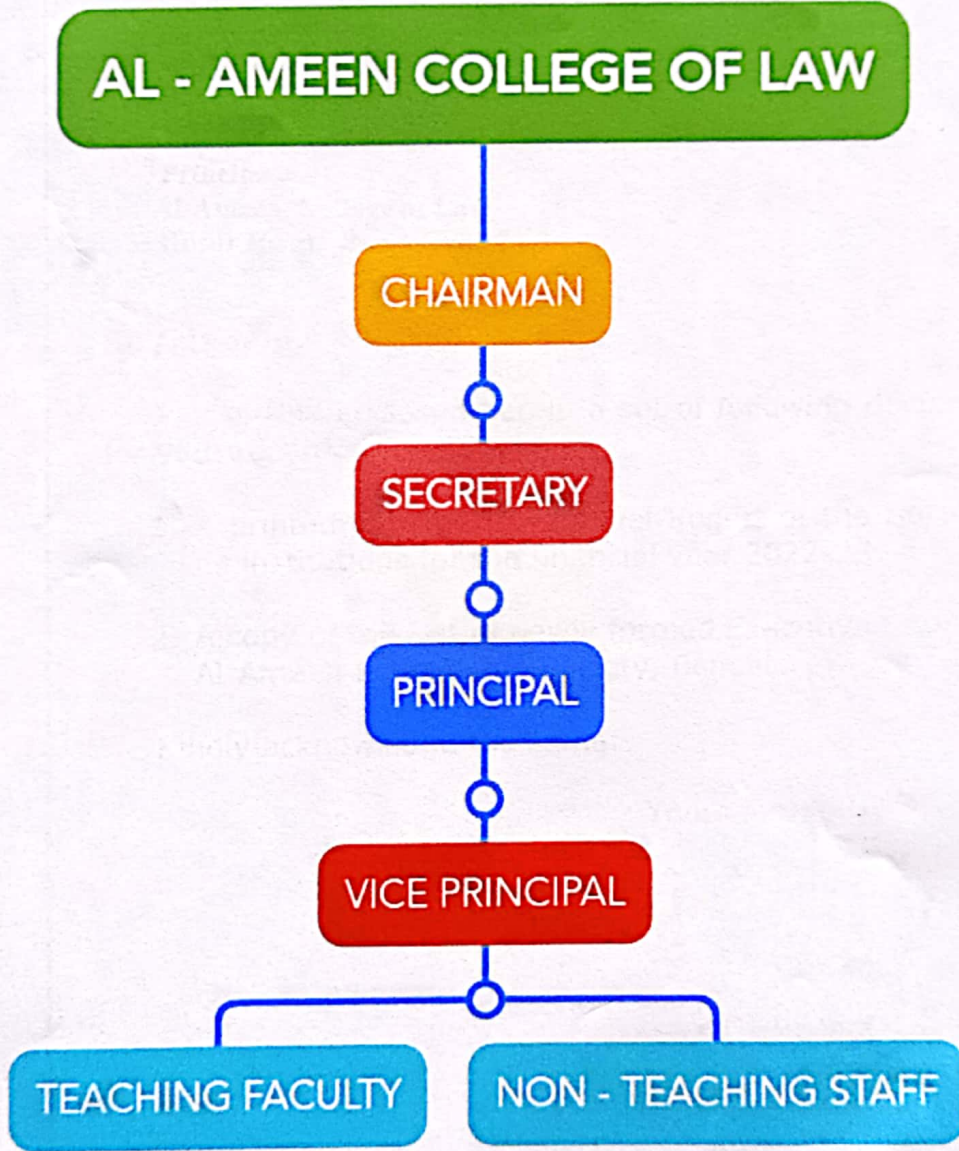 AL - AMEEN COLLEGE OF LAW
CHAIRMAN
SECRETARY
PRINCIPAL
VICE PRINCIPAL
TEACHING FACULTY
NON - TEACHING STAFF